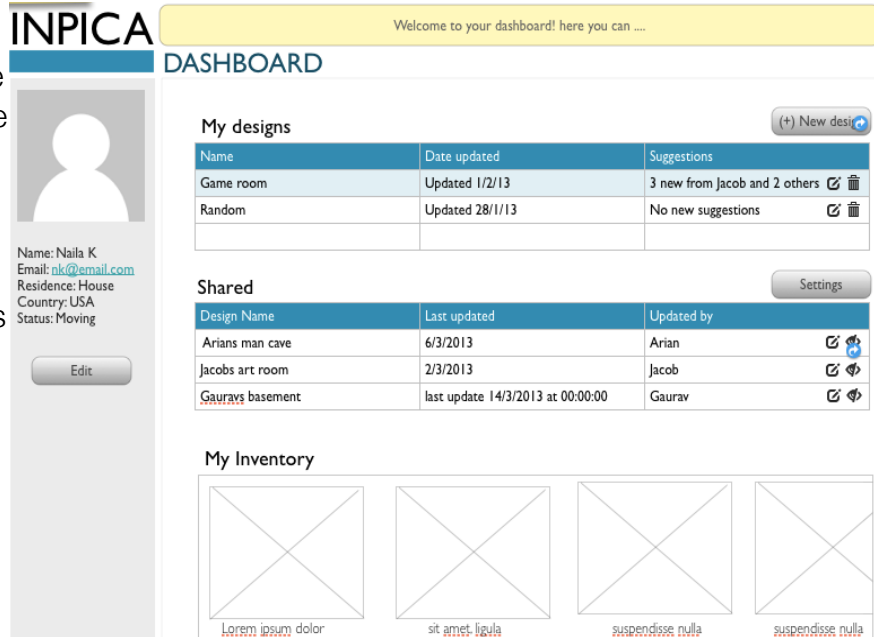 INPICA
Welcome to your dashboard! here you can ....
DASHBOARD
e
e
s
Name: Naila K
Email: nk@email.com
Residence: House
Country: USA
Status: Moving
Edit
My designs
(+) New desig
Name Date updated Suggestions
Game room Updated 1/2/13 3 new from Jacob and 2 others
Random Updated 28/1/13 No new suggestions
Shared
Settings
Design Name Last updated Updated by
Arians man cave 6/3/2013 Arian
Jacobs art room 2/3/2013 Jacob
Gauravs basement last update 14/3/2013 at 00:00:00 Gaurav
My Inventory
Lorem ipsum dolor sit amet, ligula suspendisse nulla suspendisse nulla